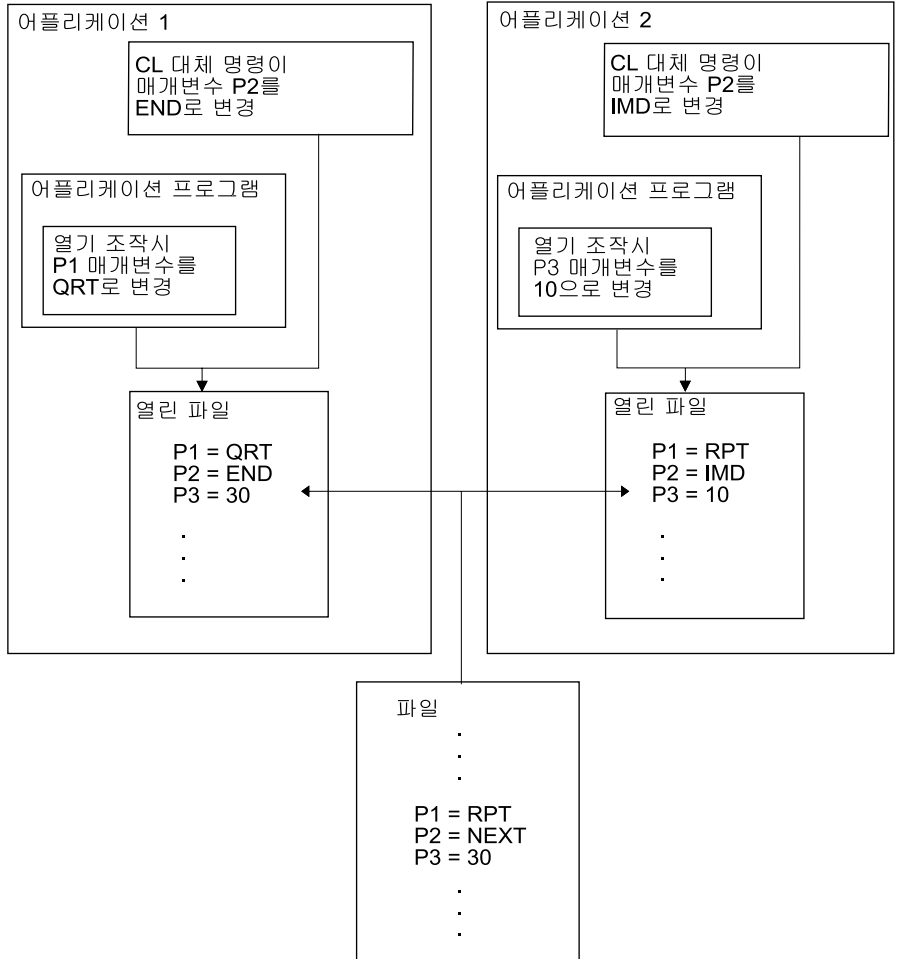 어플리케이션 1
CL 대체 명령이
매개변수 P2를
END로 변경
어플리케이션 프로그램
열기 조작시
P1 매개변수를
QRT로 변경
열린 파일
P1 = QRT
P2 = END
P3 = 30
.
.
.
어플리케이션 2
CL 대체 명령이
매개변수 P2를
IMD로 변경
어플리케이션 프로그램
열기 조작시
P3 매개변수를
10으로 변경
열린 파일
P1 = RPT
P2 = IMD
P3 = 10
.
.
.
파일
.
.
.
P1 = RPT
P2 = NEXT
P3 = 30
.
.
.